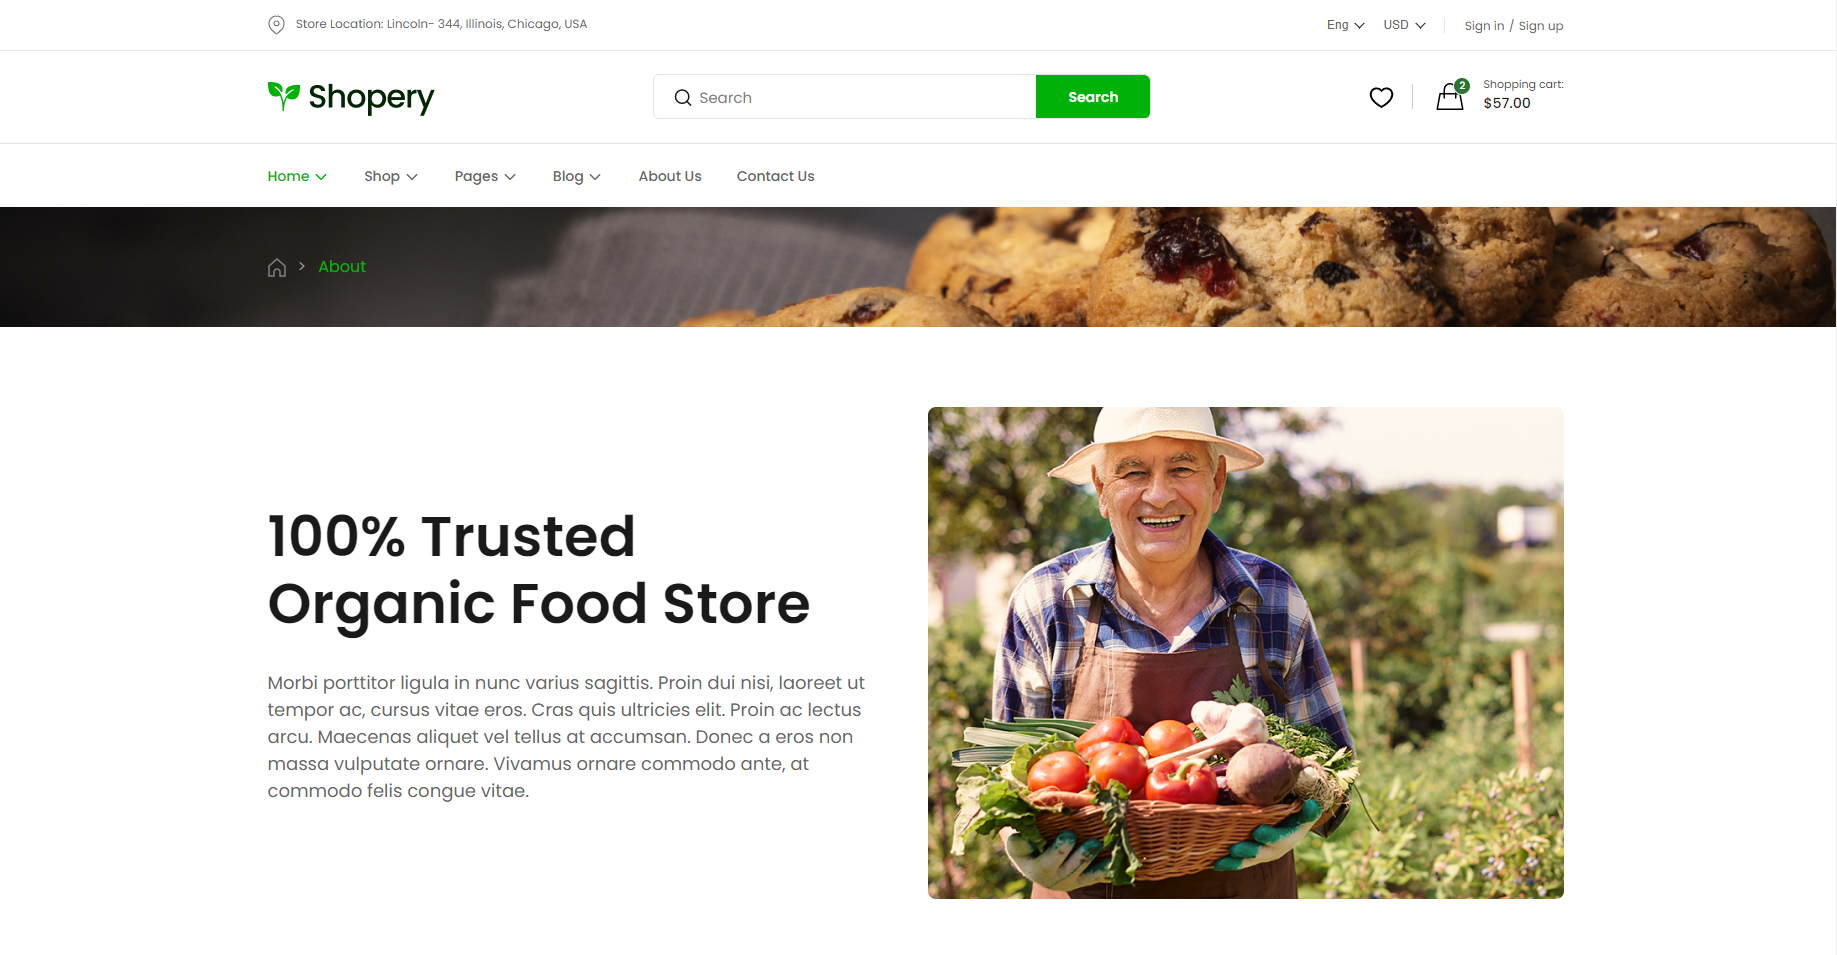 Store Location: Lincoln- 344, Illinois, Chicago, USA
Eng
USD
Sign in / Sign up
Shopery
Search
Search
2
Shopping cart:
$57.00
Home
Shop
Pages
Blog
About Us
Contact Us
> About
100% Trusted
Organic Food Store
Morbi porttitor ligula in nunc varius sagittis. Proin dui nisi, laoreet ut
tempor ac, cursus vitae eros. Cras quis ultricies elit. Proin ac lectus
arcu. Maecenas aliquet vel tellus at accumsan. Donec a eros non
massa vulputate ornare. Vivamus ornare commodo ante, at
commodo felis congue vitae.